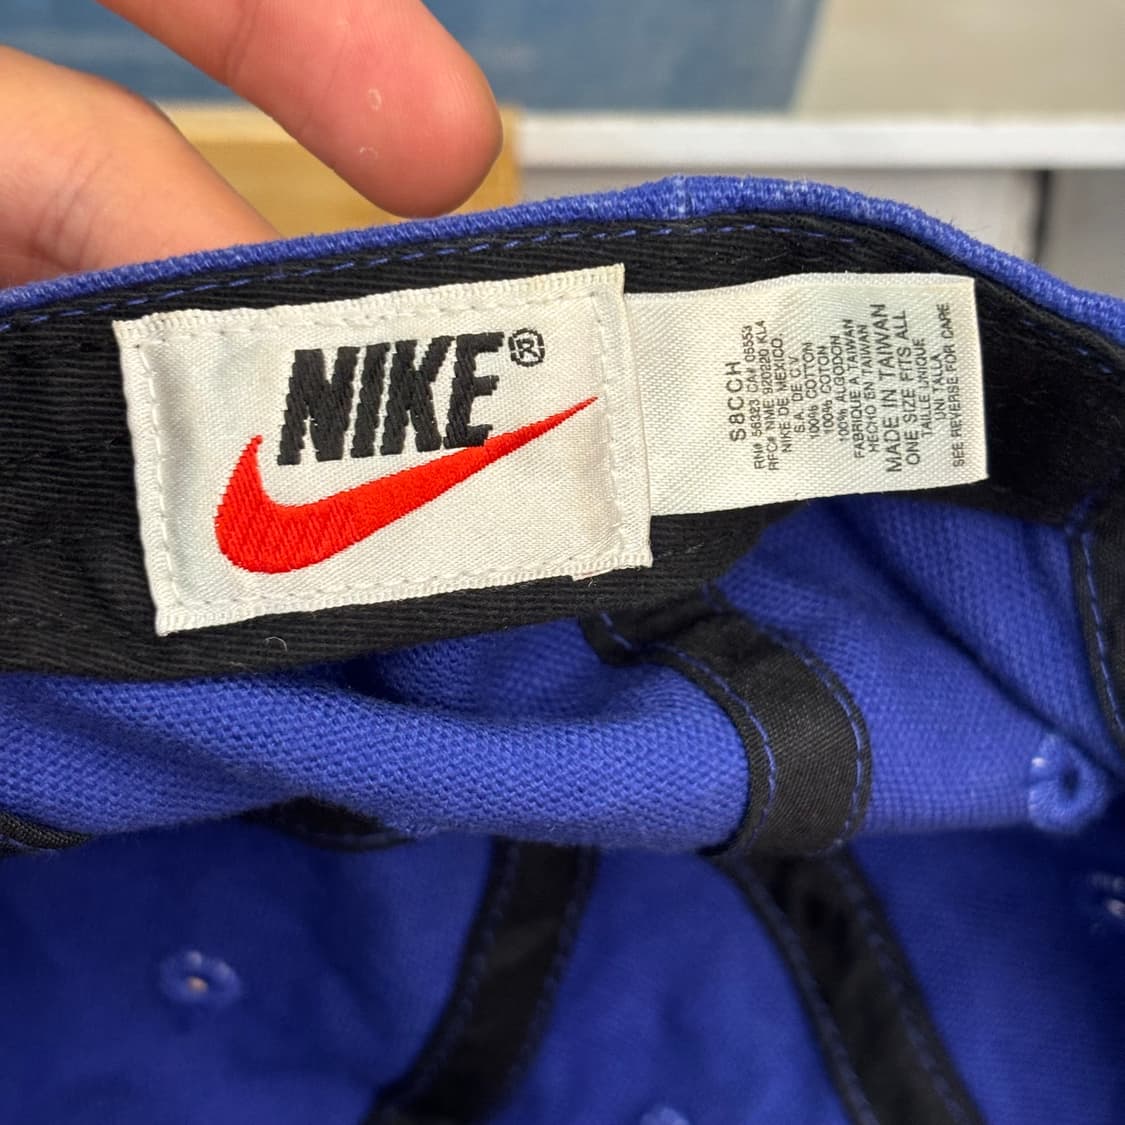 NIKE®
S8CCH
RN# 56323 CA# 05553
RFC# NME 920220 KLA
NIKE DE MEXICO.
S.A. DE C.V.
100% COTTON
100% COTON
100% ALGODON
FABRIQUE A TAIWAN
HECHO EN TAIWAN
MADE IN TAIWAN
ONE SIZE FITS ALL
TAILLE UNIQUE
UNI TALLA
SEE REVERSE FOR CARE